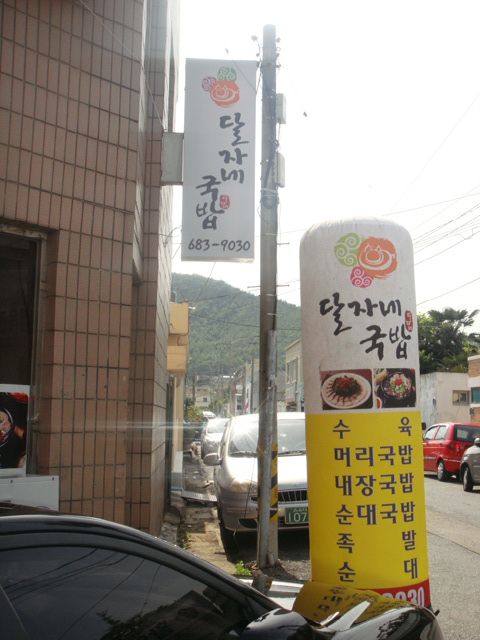 달자네
국밥
683-9030
달자네
국밥
수육
머리국밥
내장국밥
순대국밥
족발
순대